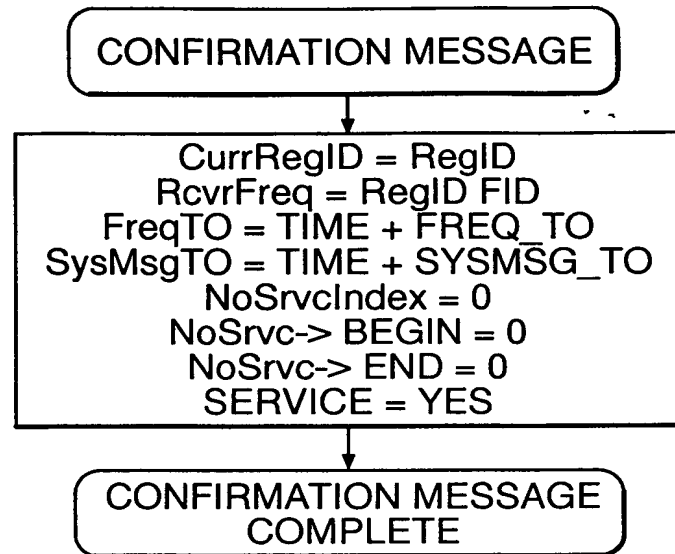 CONFIRMATION MESSAGE
CurrRegID = RegID
RcvrFreq = RegID FID
FreqTO = TIME + FREQ_TO
SysMsgTO = TIME + SYSMSG_TO
NoSrvcIndex = 0
NoSrvc-> BEGIN = 0
NoSrvc-> END = 0
SERVICE = YES
CONFIRMATION MESSAGE
COMPLETE